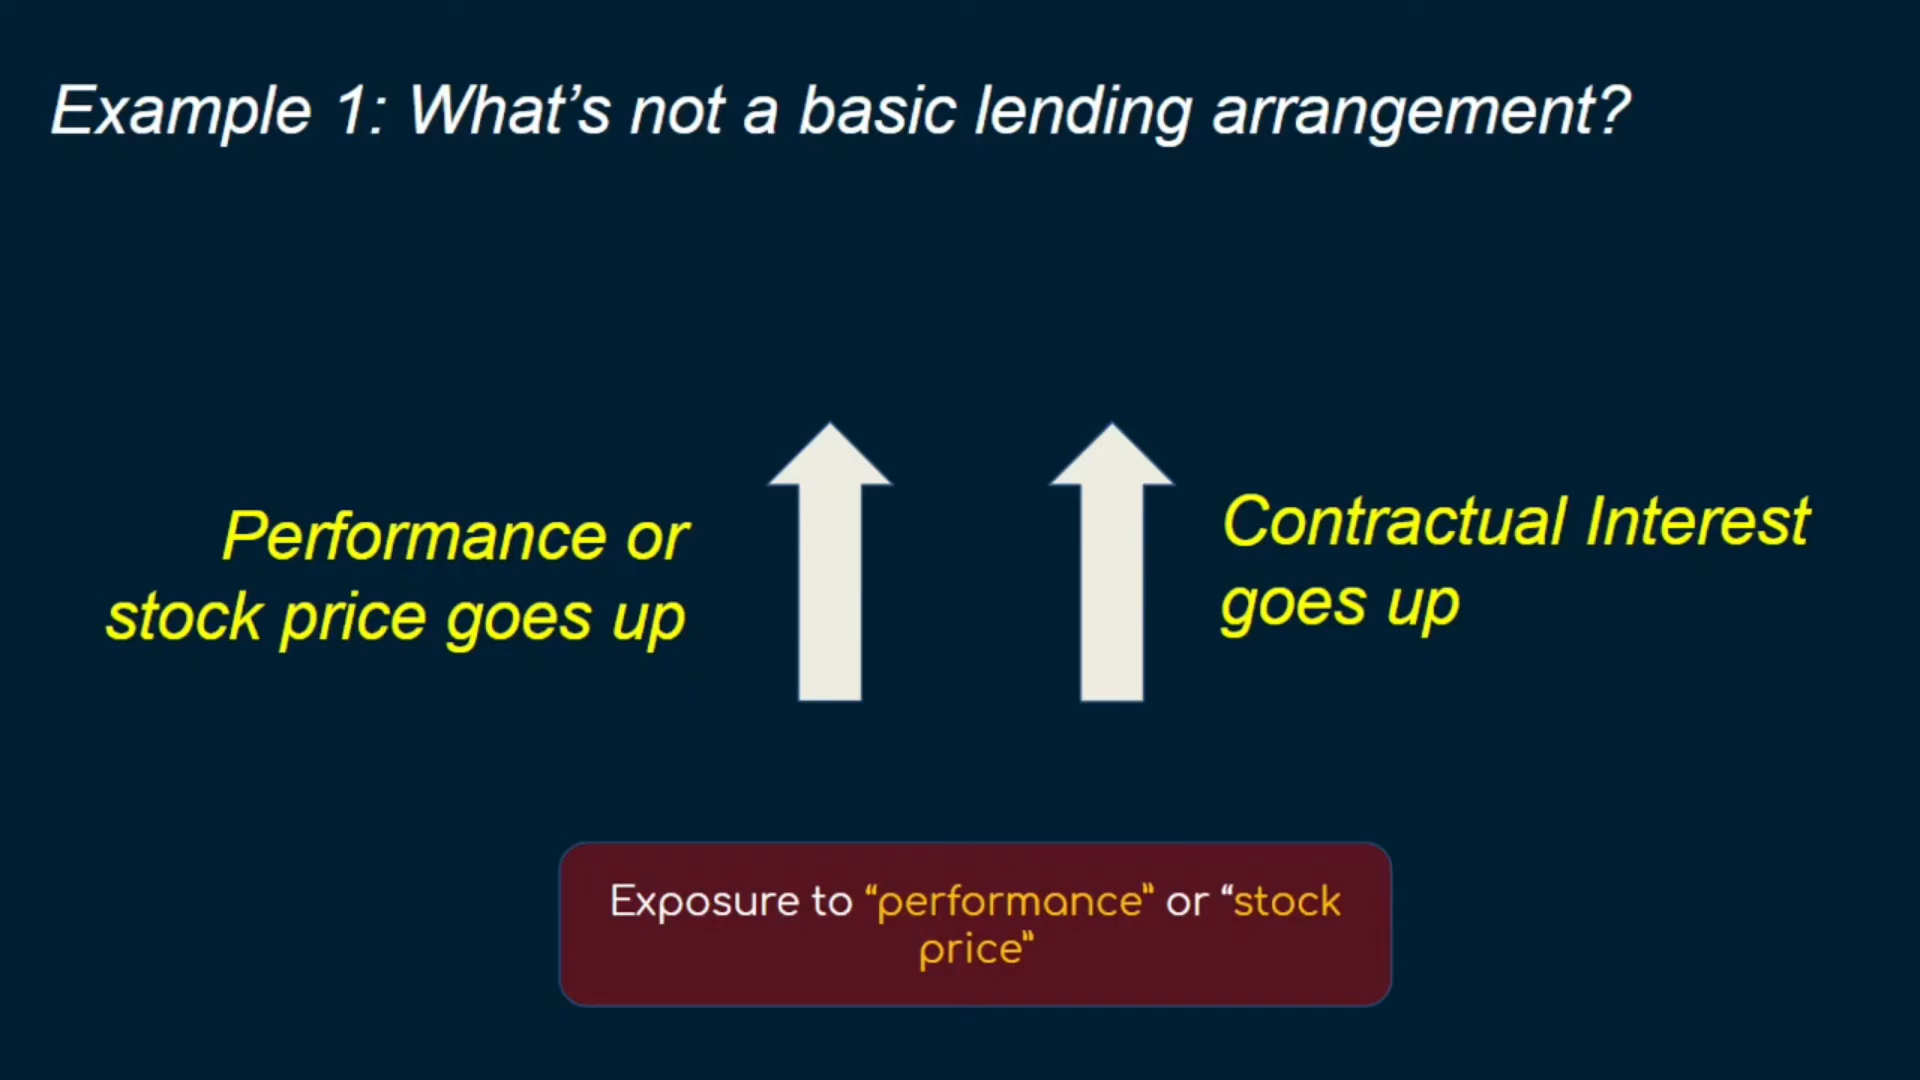 Example 1: What’s not a basic lending arrangement?
Performance or
stock price goes up
Contractual Interest
goes up
Exposure to “performance” or “stock
price”